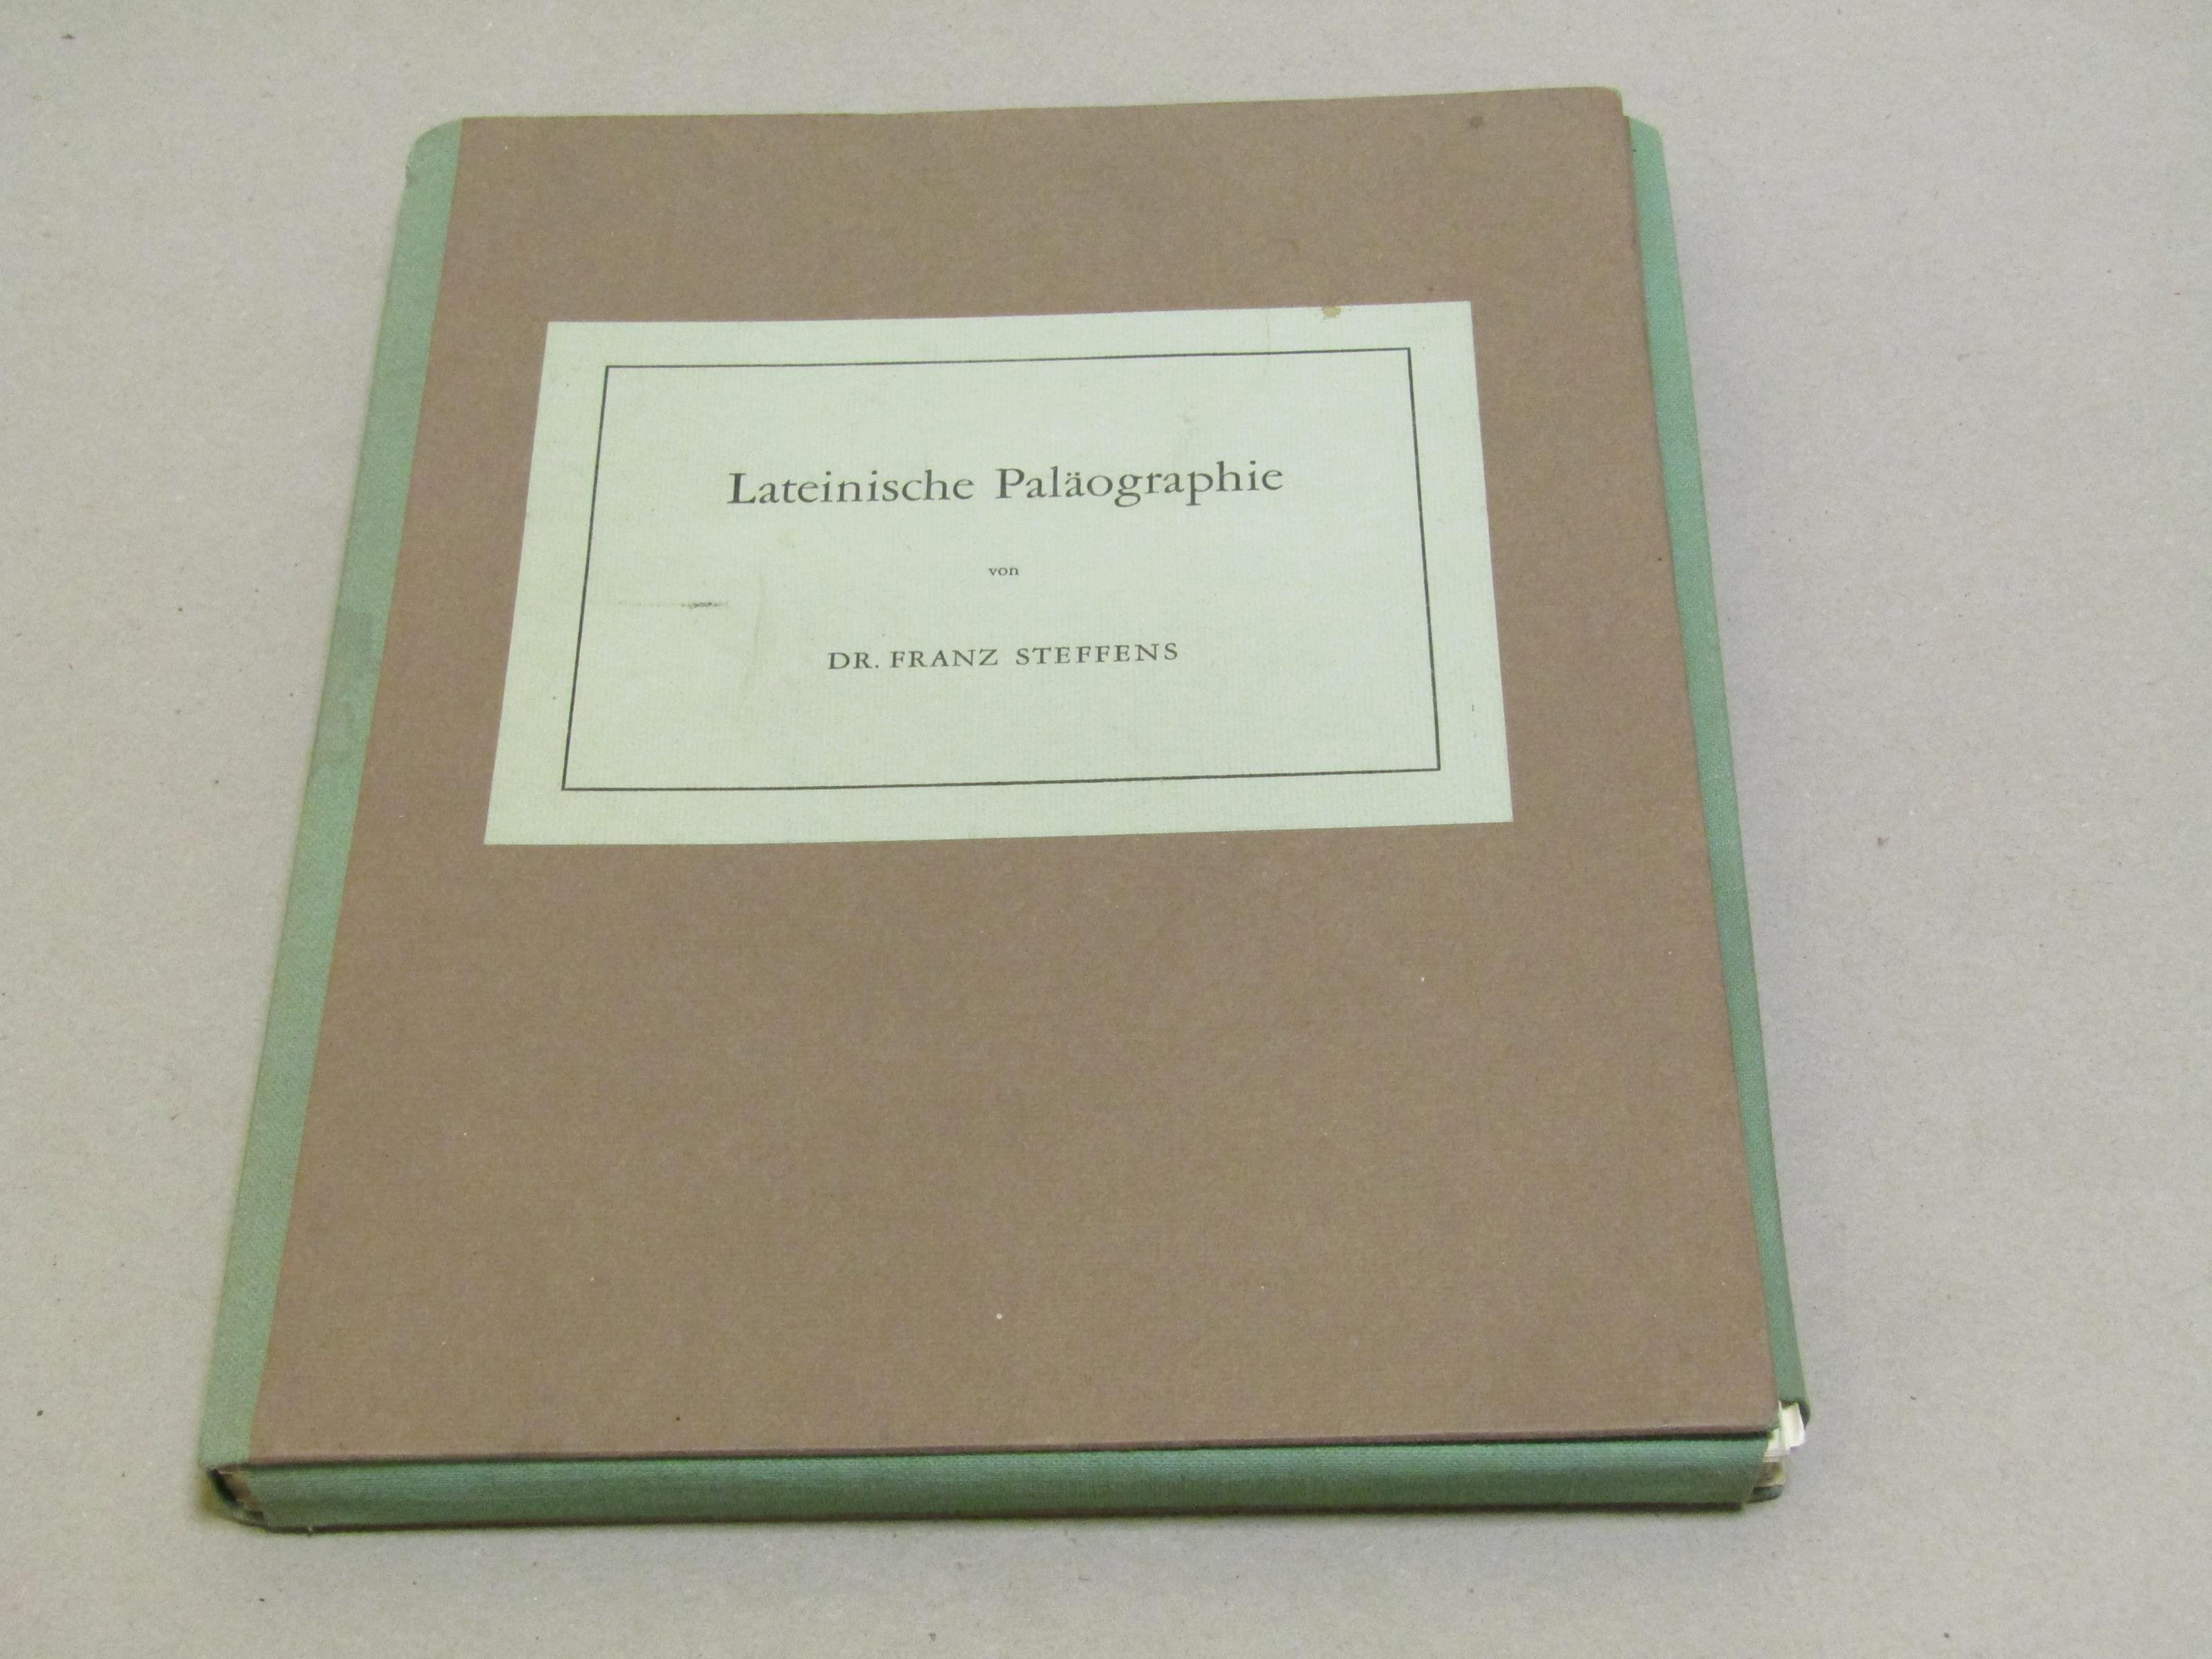 Lateinische Paläographie
von
DR. FRANZ STEFFENS